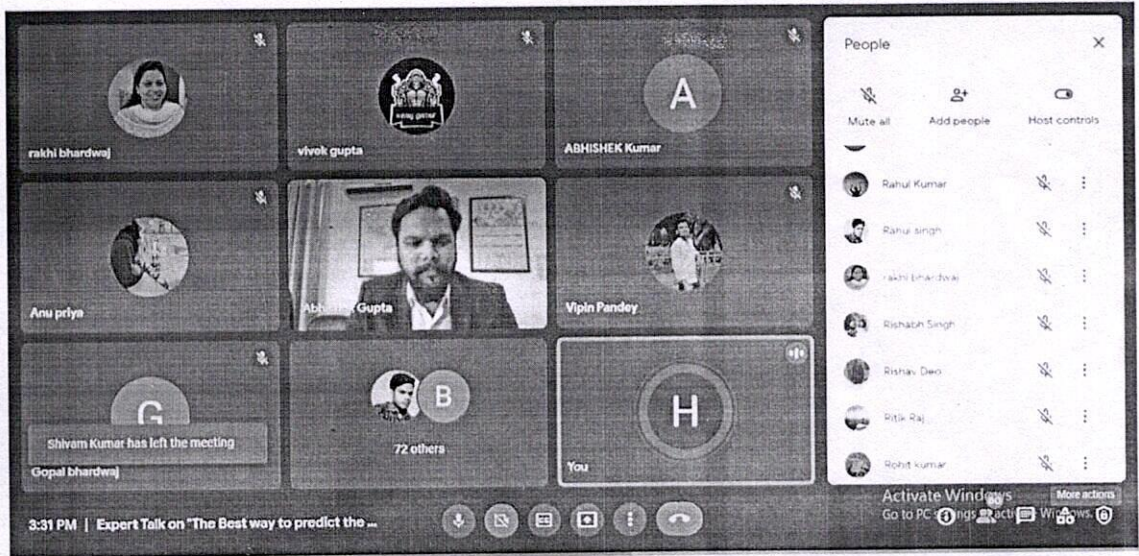 rakhi bhardwaj
vivek gupta
A
ABHISHEK Kumar
Anu priya
Abhishek Gupta
Vipin Pandey
G
Shivam Kumar has left the meeting
Gopal bhardwaj
B
72 others
H
You
3:31 PM | Expert Talk on "The Best way to predict the ...
People
Mute all
Add people
Host controls
Rahul Kumar
Rahul singh
rakhi bhardwaj
Rishabh Singh
Rishav Deo
Ritik Raj
Rohit kumar
Activate Windows
More actions
80
Go to PC settings to activate Windows.